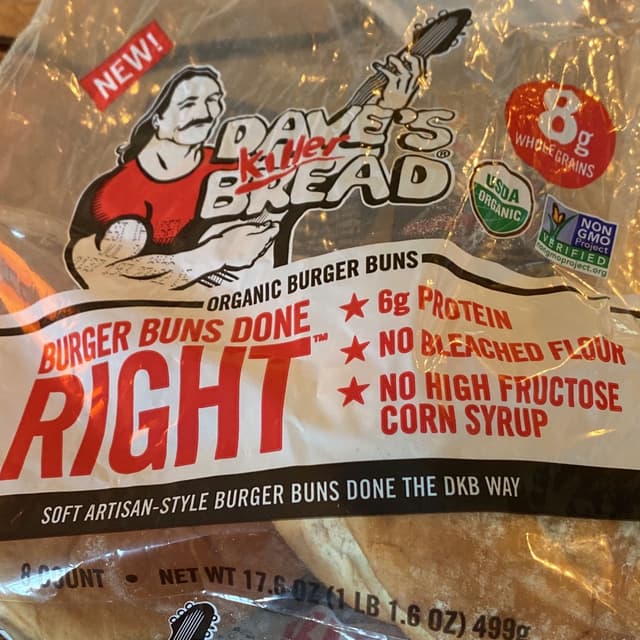 NEW!
DAVE'S
Killer
BREAD®
8g
WHOLE GRAINS
USDA
ORGANIC
NON
GMO
Project
VERIFIED
nongmoproject.org
ORGANIC BURGER BUNS
BURGER BUNS DONE
RIGHT™
★ 6g PROTEIN
★ NO BLEACHED FLOUR
★ NO HIGH FRUCTOSE
CORN SYRUP
SOFT ARTISAN-STYLE BURGER BUNS DONE THE DKB WAY
8 COUNT • NET WT 17.6 OZ (1 LB 1.6 OZ) 499g